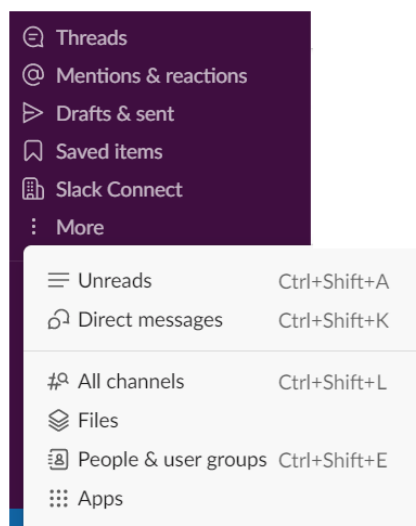 Threads
Mentions & reactions
Drafts & sent
Saved items
Slack Connect
More
Unreads Ctrl+Shift+A
Direct messages Ctrl+Shift+K
All channels Ctrl+Shift+L
Files
People & user groups Ctrl+Shift+E
Apps